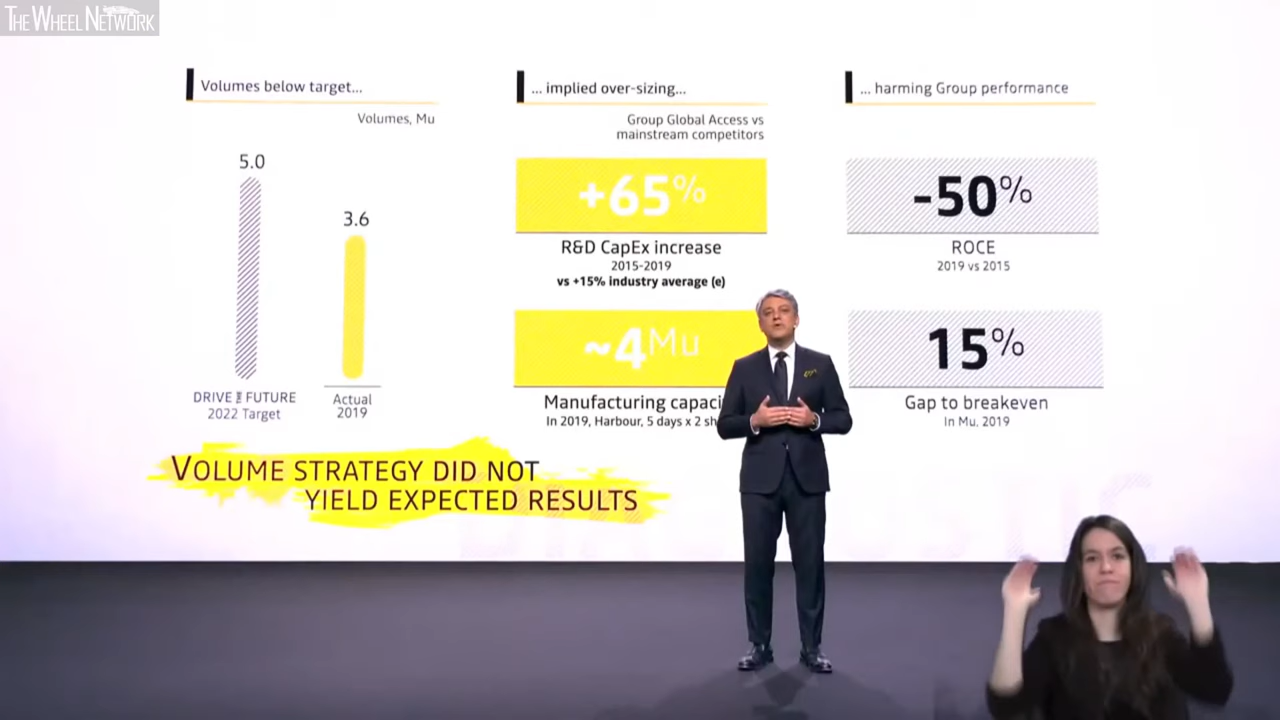 THE WHEEL NETWORK
Volumes below target...
Volumes, Mu
5.0
3.6
DRIVE THE FUTURE
2022 Target
Actual
2019
... implied over-sizing...
Group Global Access vs
mainstream competitors
+65%
R&D CapEx increase
2015-2019
vs +15% industry average (e)
~4Mu
Manufacturing capaci
In 2019, Harbour, 5 days x 2 sh
... harming Group performance
-50%
ROCE
2019 vs 2015
15%
Gap to breakeven
In Mu. 2019
VOLUME STRATEGY DID NOT
YIELD EXPECTED RESULTS